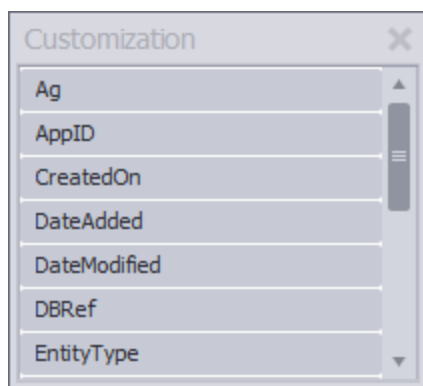 Customization
Ag
AppID
CreatedOn
DateAdded
DateModified
DBRef
EntityType